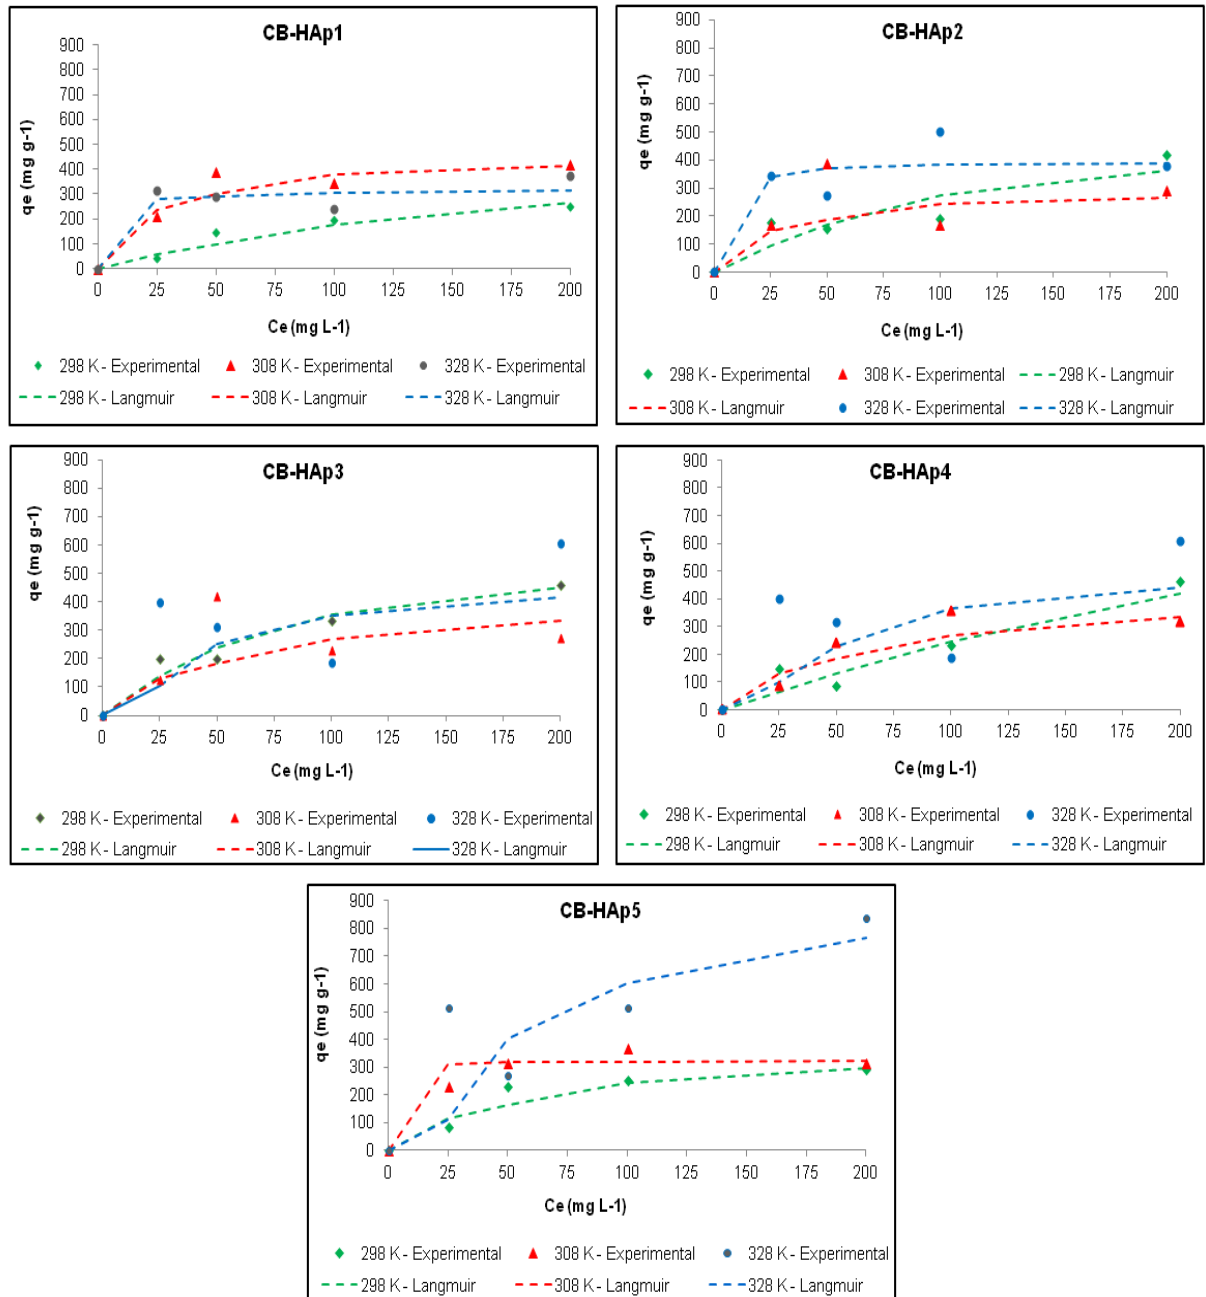 CB-HAp1
qe (mg g-1)
900
800
700
600
500
400
300
200
100
0
0 25 50 75 100 125 150 175 200
Ce (mg L-1)
298 K - Experimental 308 K - Experimental 328 K - Experimental
298 K - Langmuir 308 K - Langmuir 328 K - Langmuir
CB-HAp2
qe (mg g-1)
900
800
700
600
500
400
300
200
100
0
0 25 50 75 100 125 150 175 200
Ce (mg L-1)
298 K - Experimental 308 K - Experimental 298 K - Langmuir
308 K - Langmuir 328 K - Experimental 328 K - Langmuir
CB-HAp3
qe (mg g-1)
900
800
700
600
500
400
300
200
100
0
0 25 50 75 100 125 150 175 200
Ce (mg L-1)
298 K - Experimental 308 K - Experimental 328 K - Experimental
298 K - Langmuir 308 K - Langmuir 328 K - Langmuir
CB-HAp4
qe (mg g-1)
900
800
700
600
500
400
300
200
100
0
0 25 50 75 100 125 150 175 200
Ce (mg L-1)
298 K - Experimental 308 K - Experimental 328 K - Experimental
298 K - Langmuir 308 K - Langmuir 328 K - Langmuir
CB-HAp5
qe (mg g-1)
900
800
700
600
500
400
300
200
100
0
0 25 50 75 100 125 150 175 200
Ce (mg L-1)
298 K - Experimental 308 K - Experimental 328 K - Experimental
298 K - Langmuir 308 K - Langmuir 328 K - Langmuir